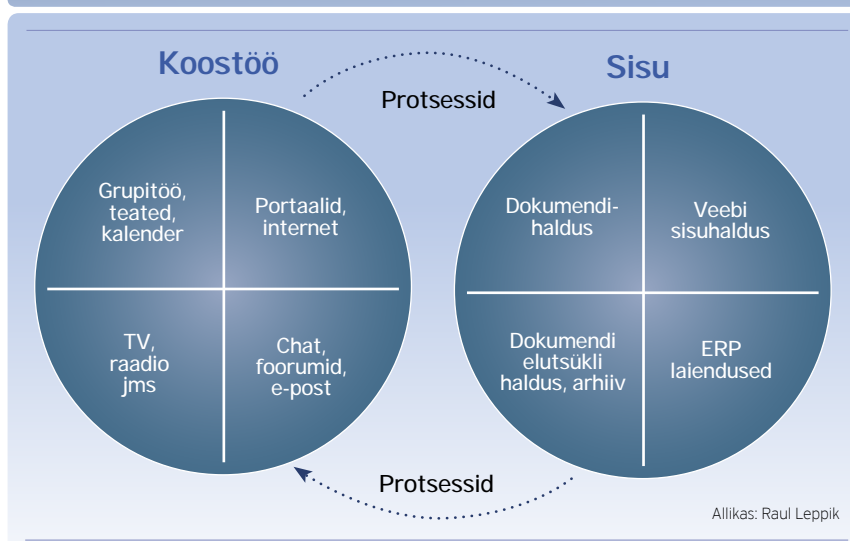 Koostöö
Sisu
Protsessid
Grupitöö,
teated,
kalender
Portaalid,
internet
TV,
raadio
jms
Chat,
foorumid,
e-post
Dokumendi-
haldus
Veebi
sisuhaldus
Dokumendi
elutsükli
haldus, arhiiv
ERP
laiendused
Protsessid
Allikas: Raul Leppik